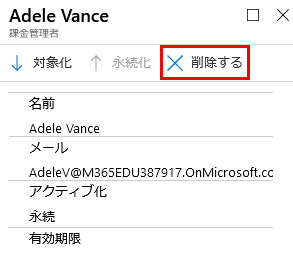 Adele Vance
課金管理者
対象化
永続化
削除する
名前
Adele Vance
メール
AdeleV@M365EDU387917.OnMicrosoft.co
アクティブ化
永続
有効期限